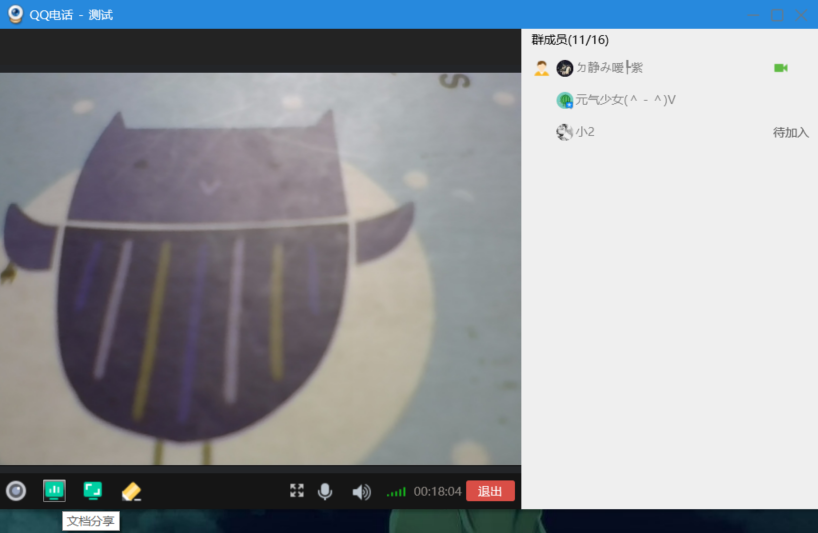 QQ电话 - 测试
群成员(11/16)
ㄉ静み暖┡紫
元气少女(＾－＾)V
小2 待加入
S
00:18:04 退出
文档分享